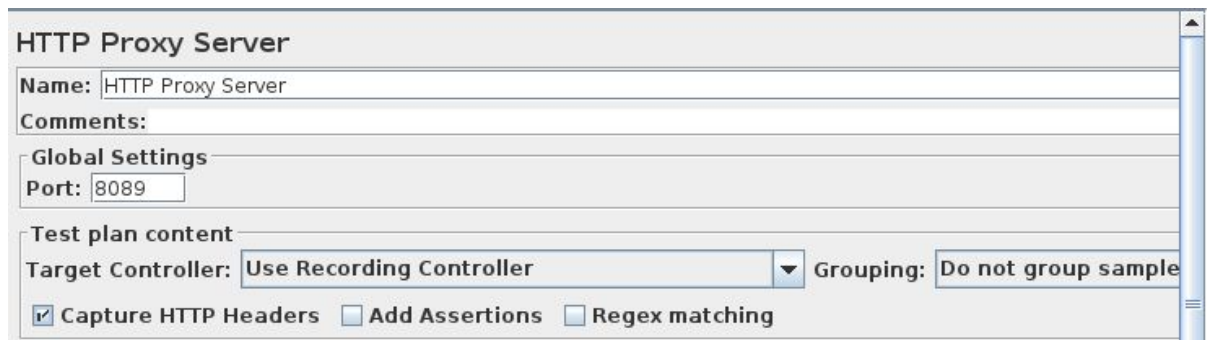 HTTP Proxy Server
Name: HTTP Proxy Server
Comments:
Global Settings
Port: 8089
Test plan content
Target Controller: Use Recording Controller Grouping: Do not group sample
Capture HTTP Headers Add Assertions Regex matching